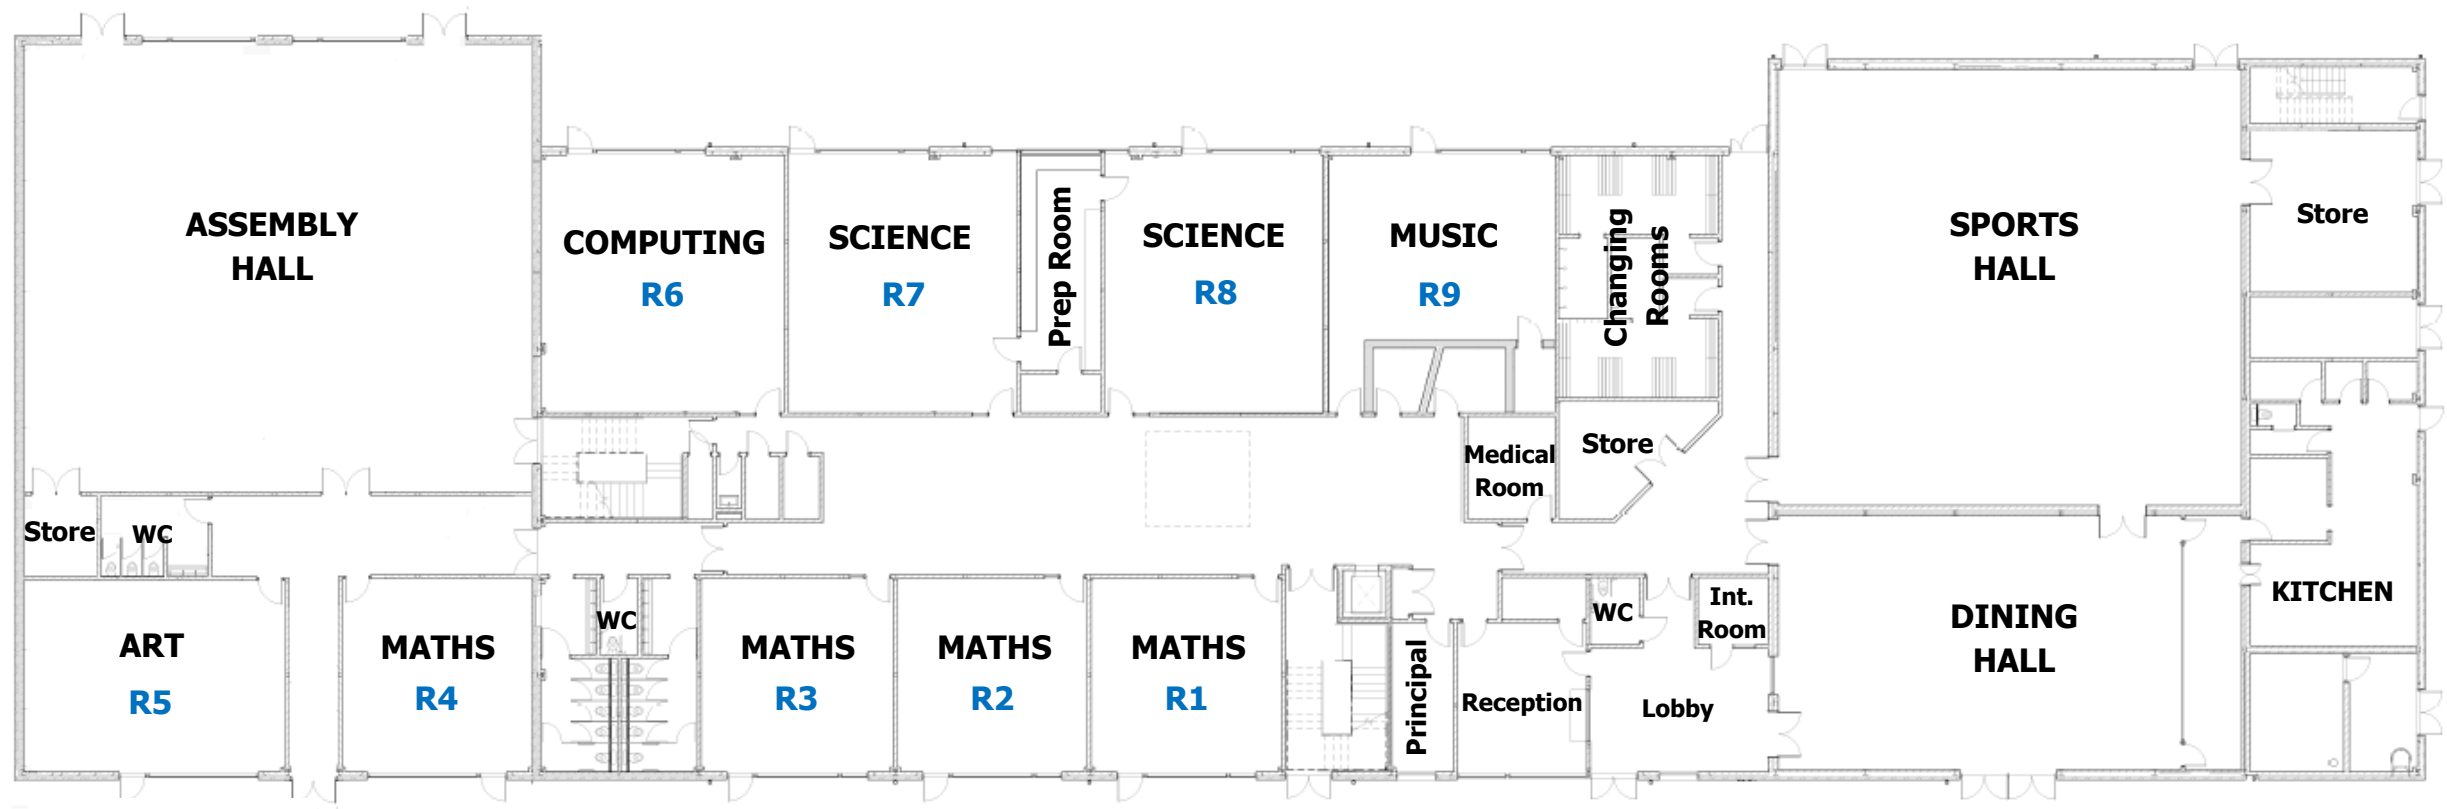 ASSEMBLY
HALL
COMPUTING
R6
SCIENCE
R7
Prep Room
SCIENCE
R8
MUSIC
R9
Changing
Rooms
SPORTS
HALL
Store
Medical
Room
Store
Store
WC
ART
R5
MATHS
R4
WC
MATHS
R3
MATHS
R2
MATHS
R1
Principal
Reception
WC
Lobby
Int.
Room
DINING
HALL
KITCHEN